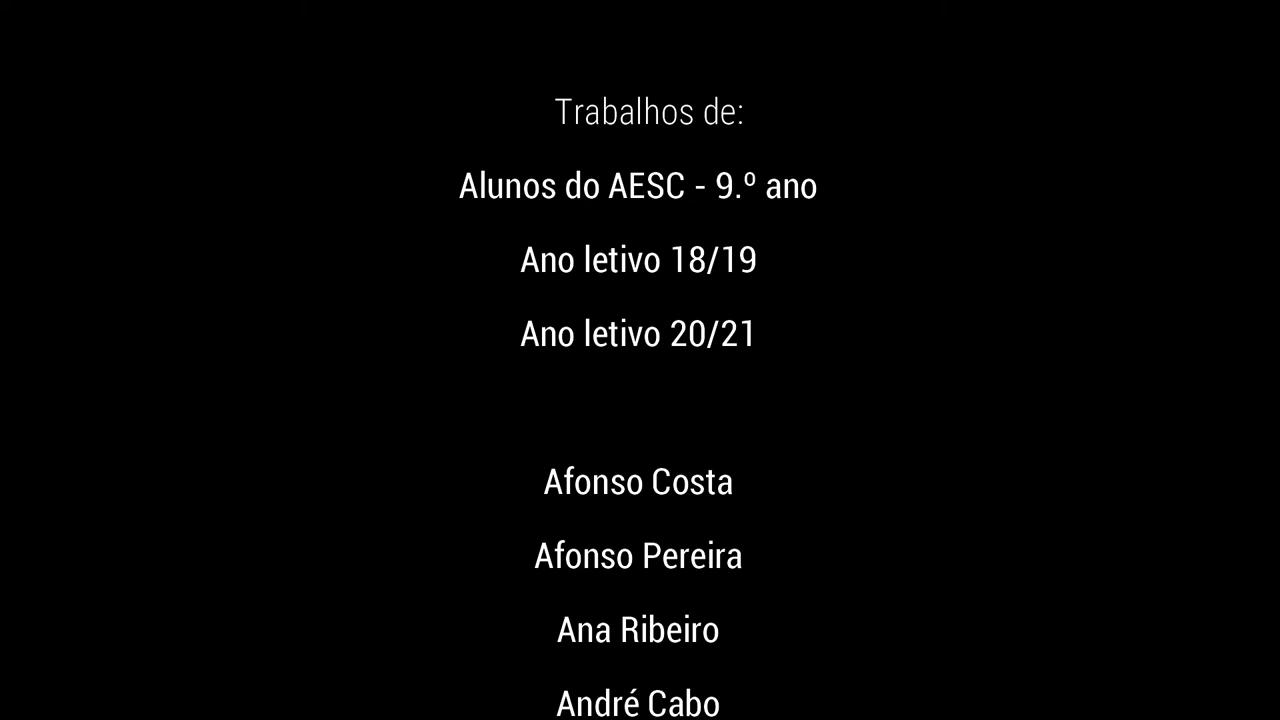 Trabalhos de:
Alunos do AESC - 9.º ano
Ano letivo 18/19
Ano letivo 20/21
Afonso Costa
Afonso Pereira
Ana Ribeiro
André Cabo